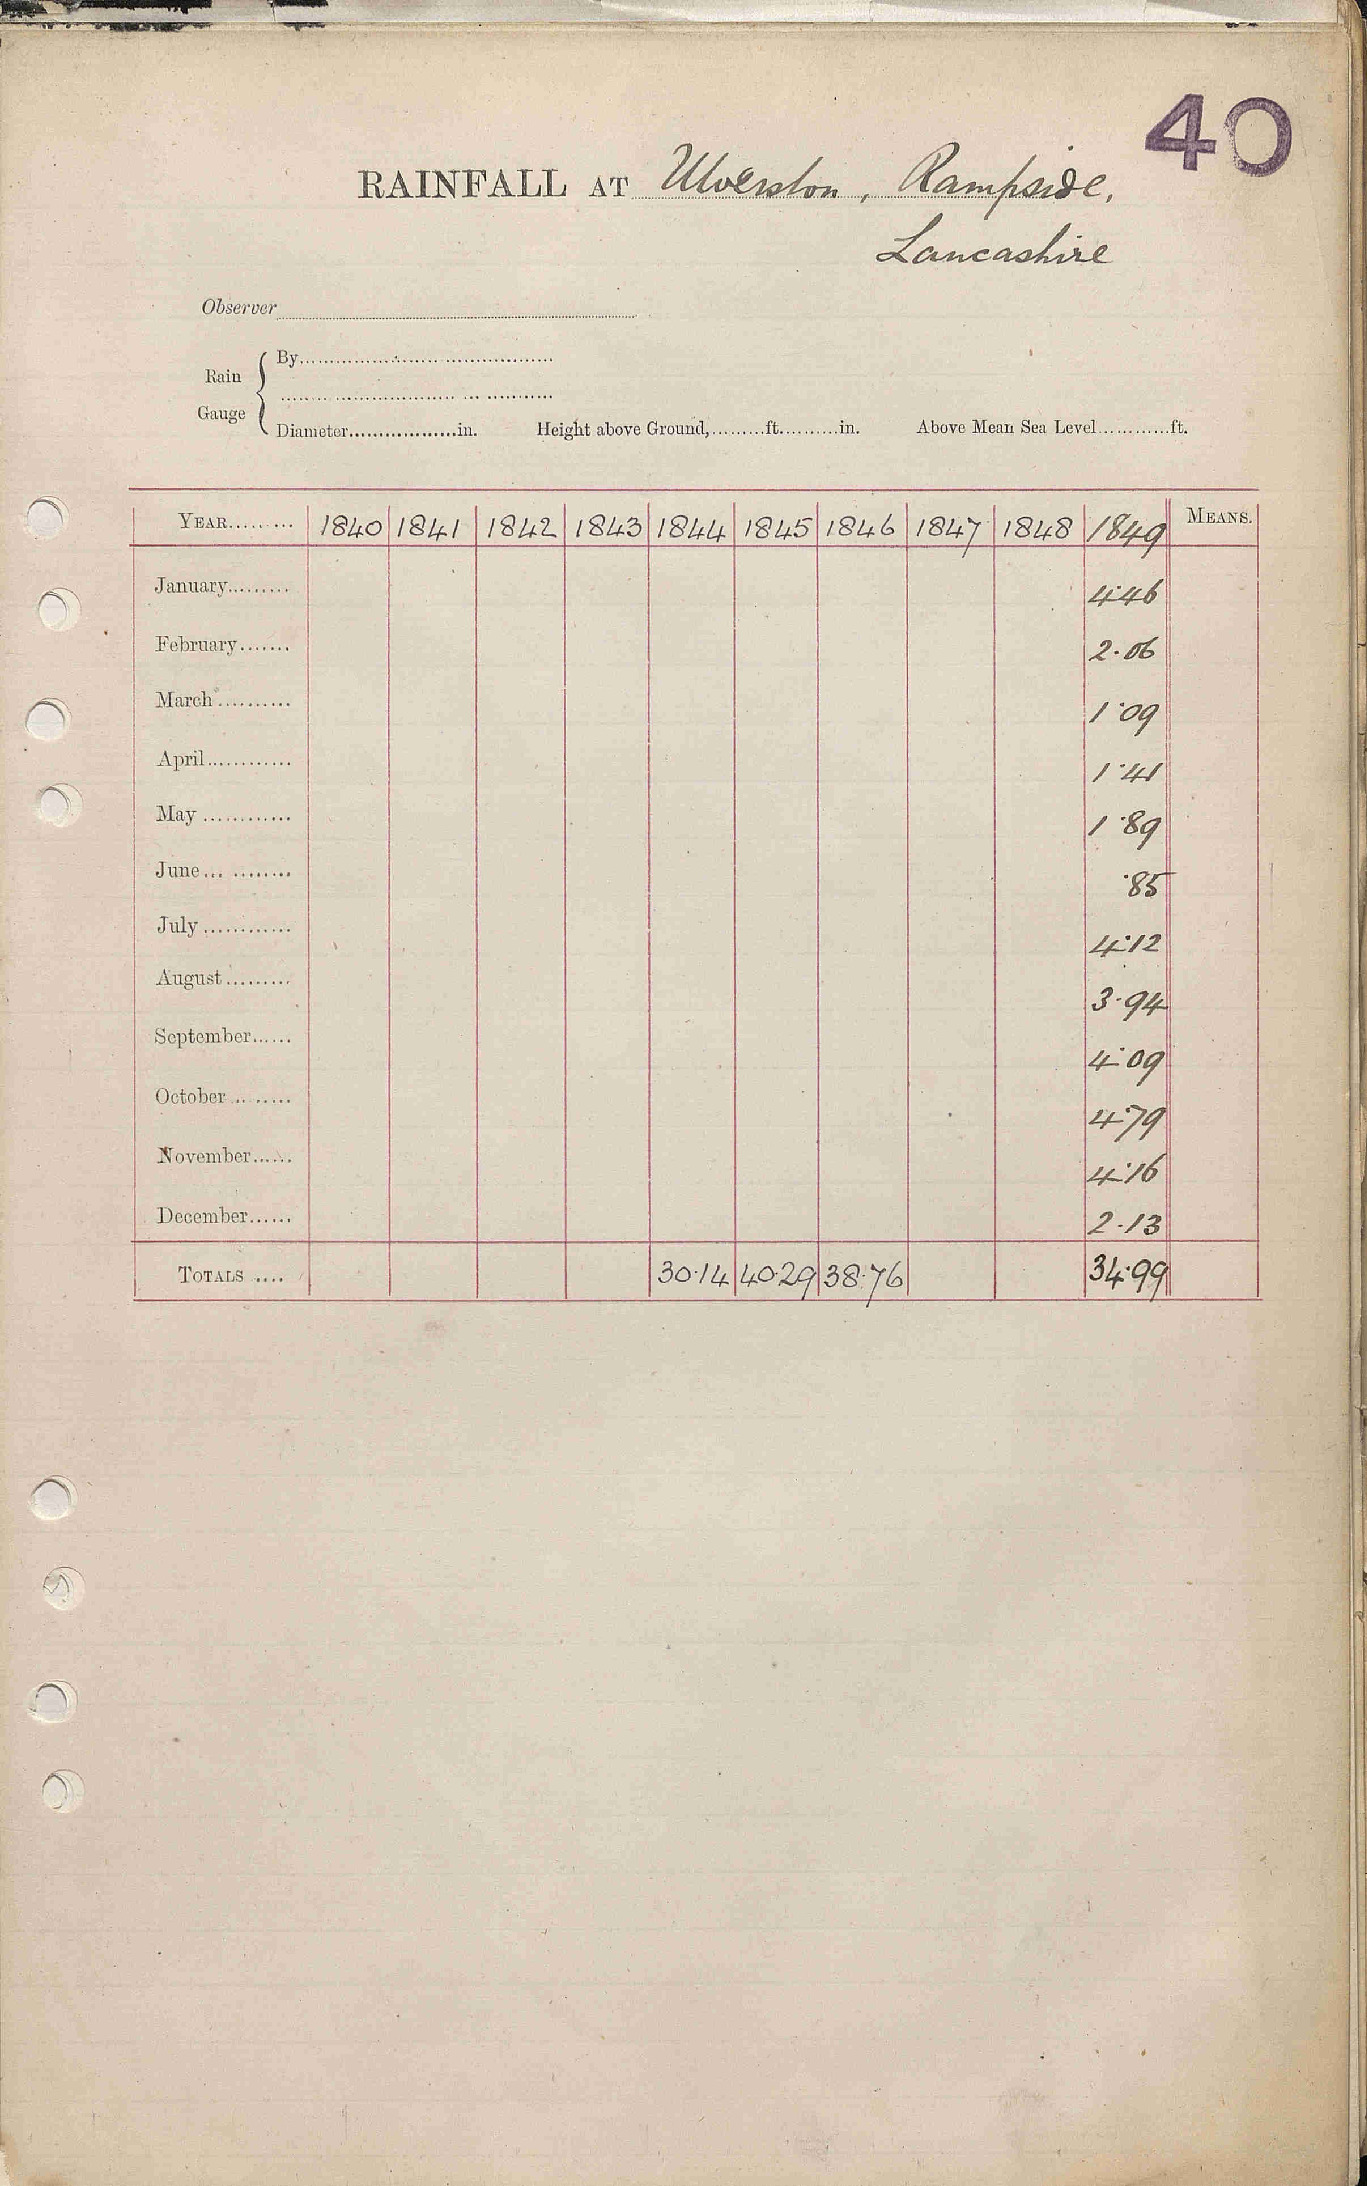 40
RAINFALL AT Ulverston, Rampside,
Lancashire
Observer
Rain Gauge
By
Diameter in. Height above Ground, ft. in. Above Mean Sea Level ft.
YEAR 1840 1841 1842 1843 1844 1845 1846 1847 1848 1849 MEANS.
January 4.46
February 2.06
March 1.09
April 1.41
May 1.89
June .85
July 4.12
August 3.94
September 4.09
October 4.79
November 4.16
December 2.13
TOTALS 30.14 40.29 38.76 34.99